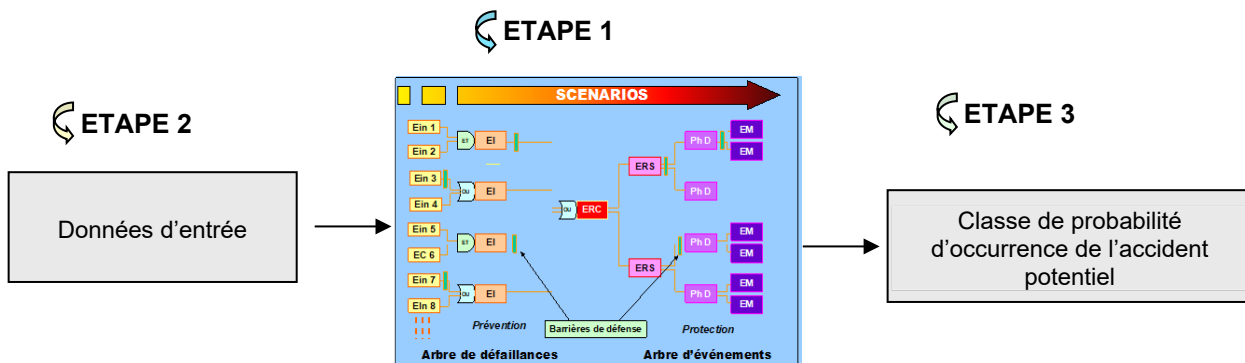 ETAPE 1
ETAPE 2
ETAPE 3
SCENARIOS
Ein 1
ET
EI
Ein 2
Ein 3
OU
EI
Ein 4
Ein 5
ET
EI
EC 6
Ein 7
OU
EI
EIn 8
OU
ERC
ERS
ERS
Ph D
EM
EM
Ph D
Ph D
EM
EM
Ph D
EM
EM
Prévention
Barrières de défense
Protection
Arbre de défaillances
Arbre d'événements
Données d'entrée
Classe de probabilité
d'occurrence de l'accident
potentiel